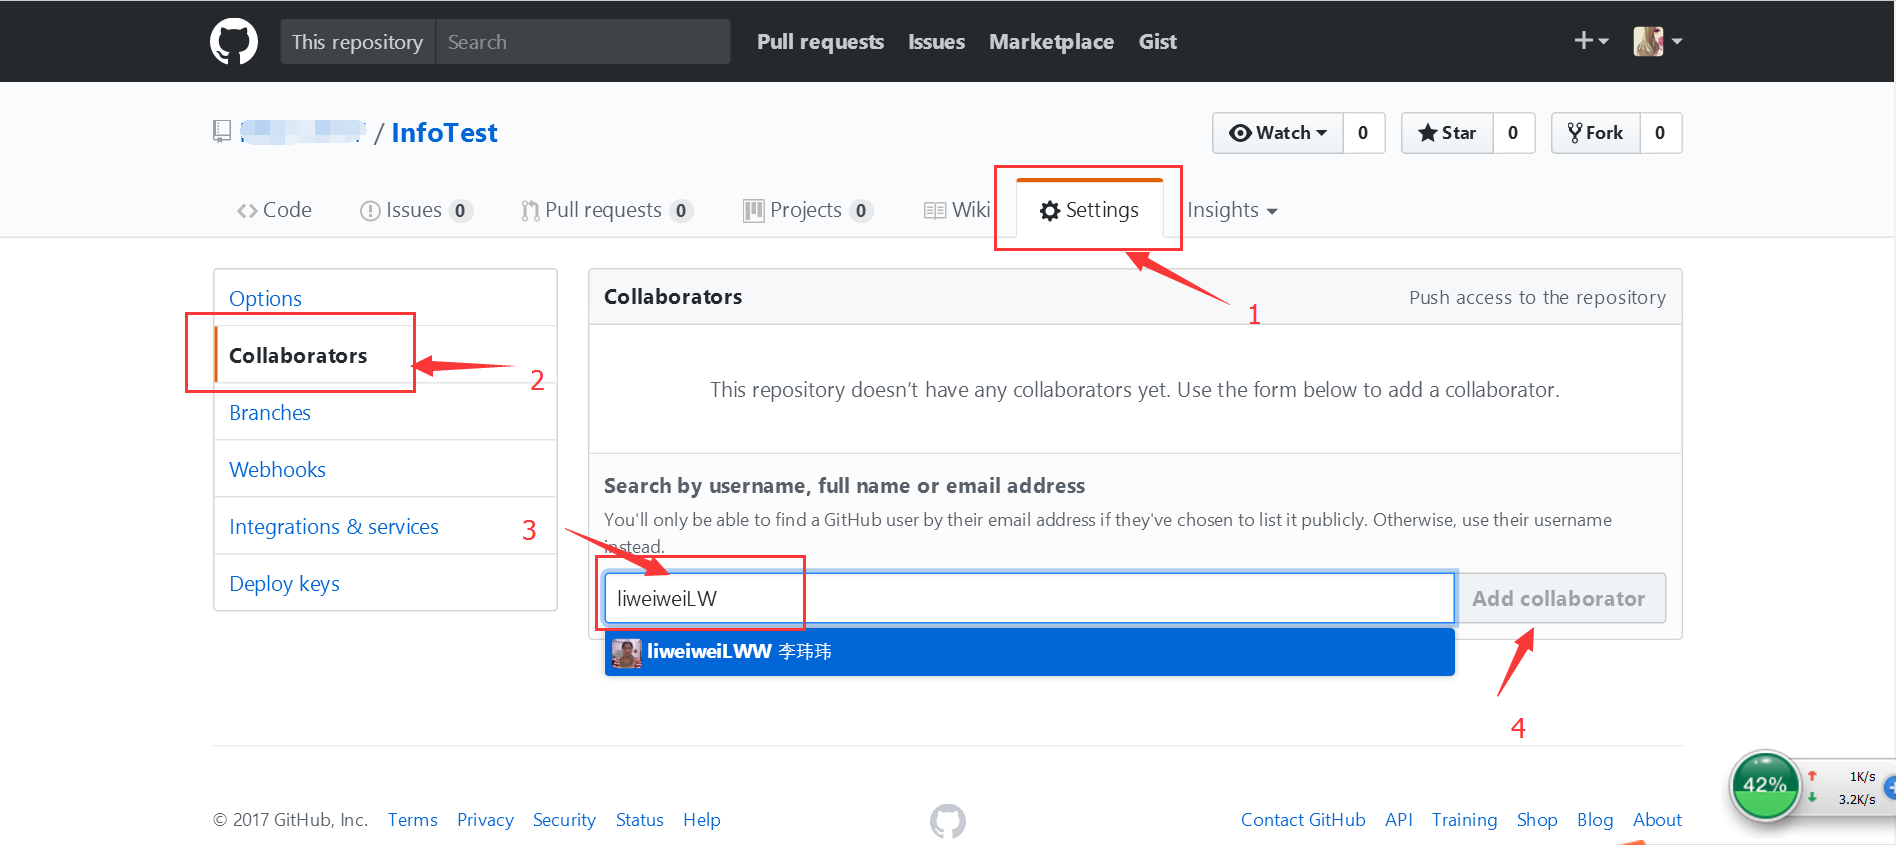 This repository Search Pull requests Issues Marketplace Gist
/ InfoTest Watch 0 Star 0 Fork 0
Code Issues 0 Pull requests 0 Projects 0 Wiki Settings Insights
1
Options
Collaborators
2
Branches
Webhooks
Integrations & services
Deploy keys
Collaborators Push access to the repository
This repository doesn’t have any collaborators yet. Use the form below to add a collaborator.
Search by username, full name or email address
You'll only be able to find a GitHub user by their email address if they've chosen to list it publicly. Otherwise, use their username
instead.
3
liweiweiLW Add collaborator
liweiweiLWW 李玮玮
4
42% 1K/s
3.2K/s
© 2017 GitHub, Inc. Terms Privacy Security Status Help Contact GitHub API Training Shop Blog About